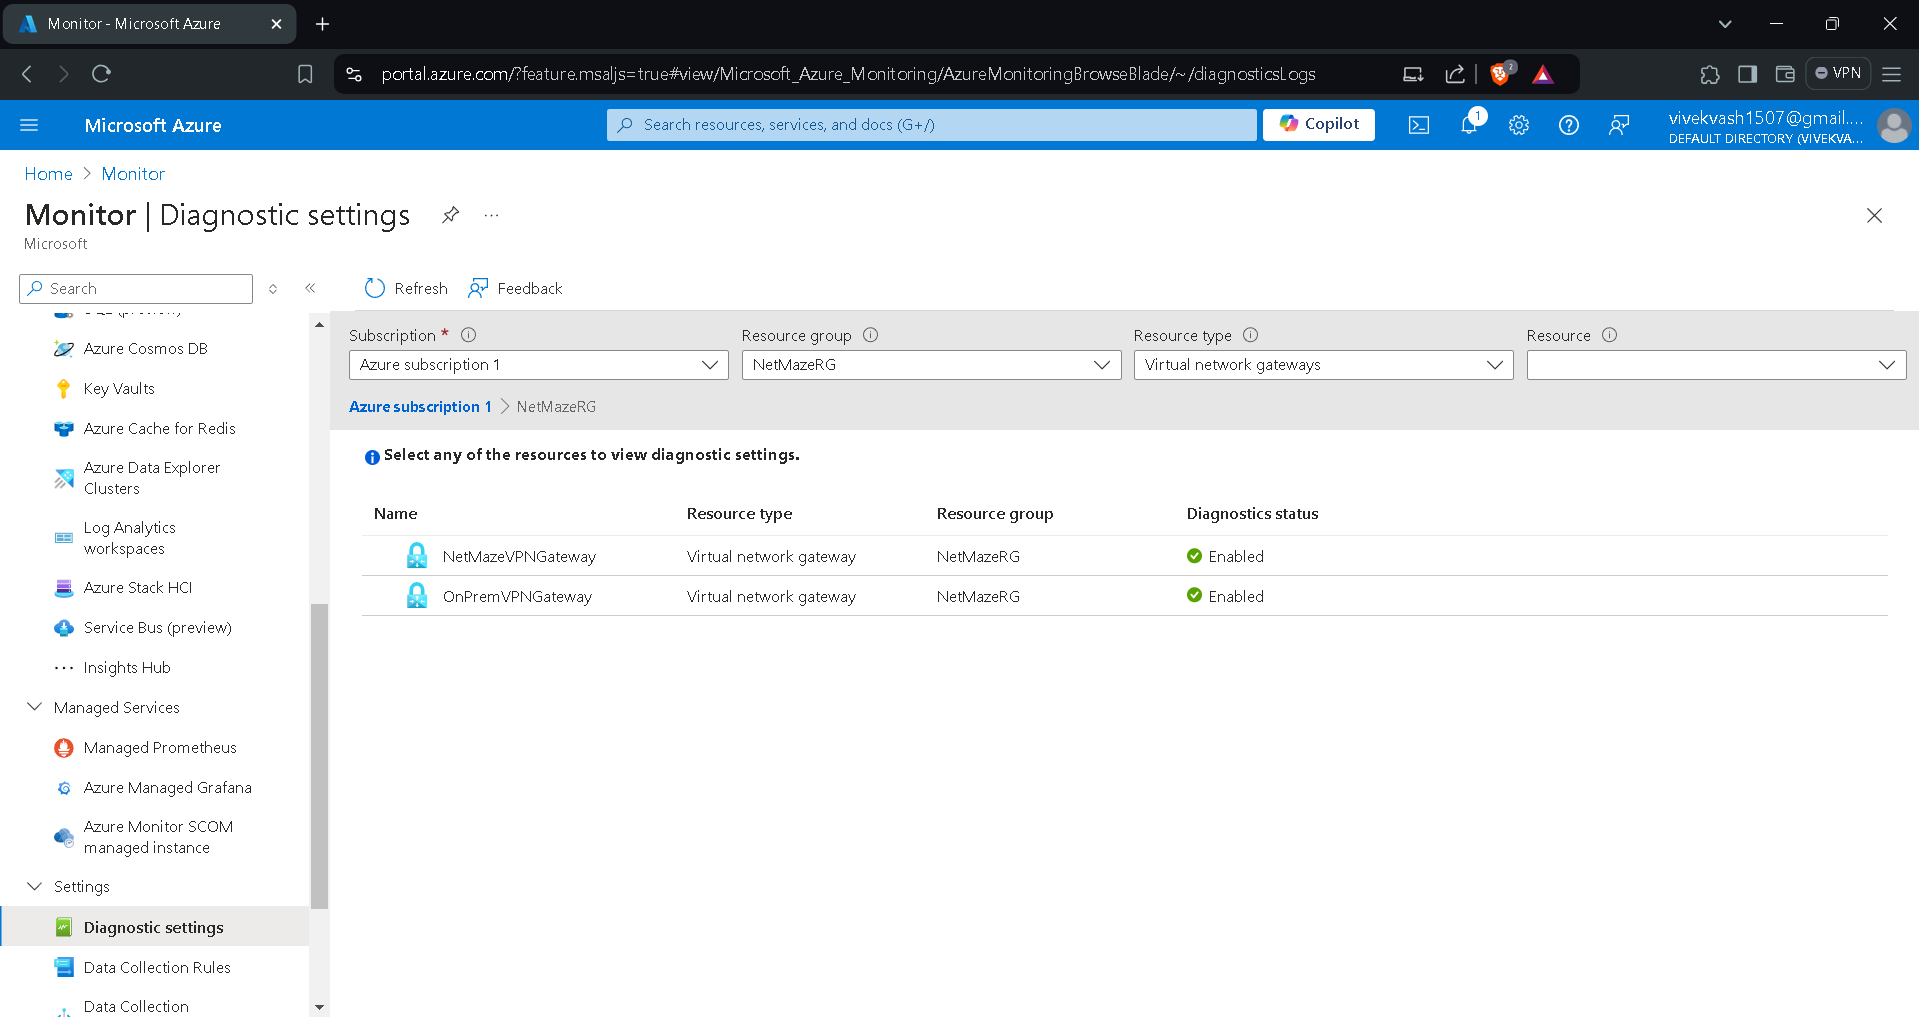 Monitor - Microsoft Azure
portal.azure.com/?feature.msaljs=true#view/Microsoft_Azure_Monitoring/AzureMonitoringBrowseBlade/~/diagnosticsLogs
2
VPN
Microsoft Azure
Search resources, services, and docs (G+/)
Copilot
1
vivekvash1507@gmail....
DEFAULT DIRECTORY (VIVEKVA...
Home > Monitor
Monitor | Diagnostic settings
Microsoft
Search
Refresh
Feedback
Azure Cosmos DB
Key Vaults
Azure Cache for Redis
Azure Data Explorer
Clusters
Log Analytics
workspaces
Azure Stack HCI
Service Bus (preview)
Insights Hub
Managed Services
Managed Prometheus
Azure Managed Grafana
Azure Monitor SCOM
managed instance
Settings
Diagnostic settings
Data Collection Rules
Data Collection
Subscription * Resource group Resource type Resource
Azure subscription 1 NetMazeRG Virtual network gateways
Azure subscription 1 > NetMazeRG
Select any of the resources to view diagnostic settings.
Name Resource type Resource group Diagnostics status
NetMazeVPNGateway Virtual network gateway NetMazeRG Enabled
OnPremVPNGateway Virtual network gateway NetMazeRG Enabled